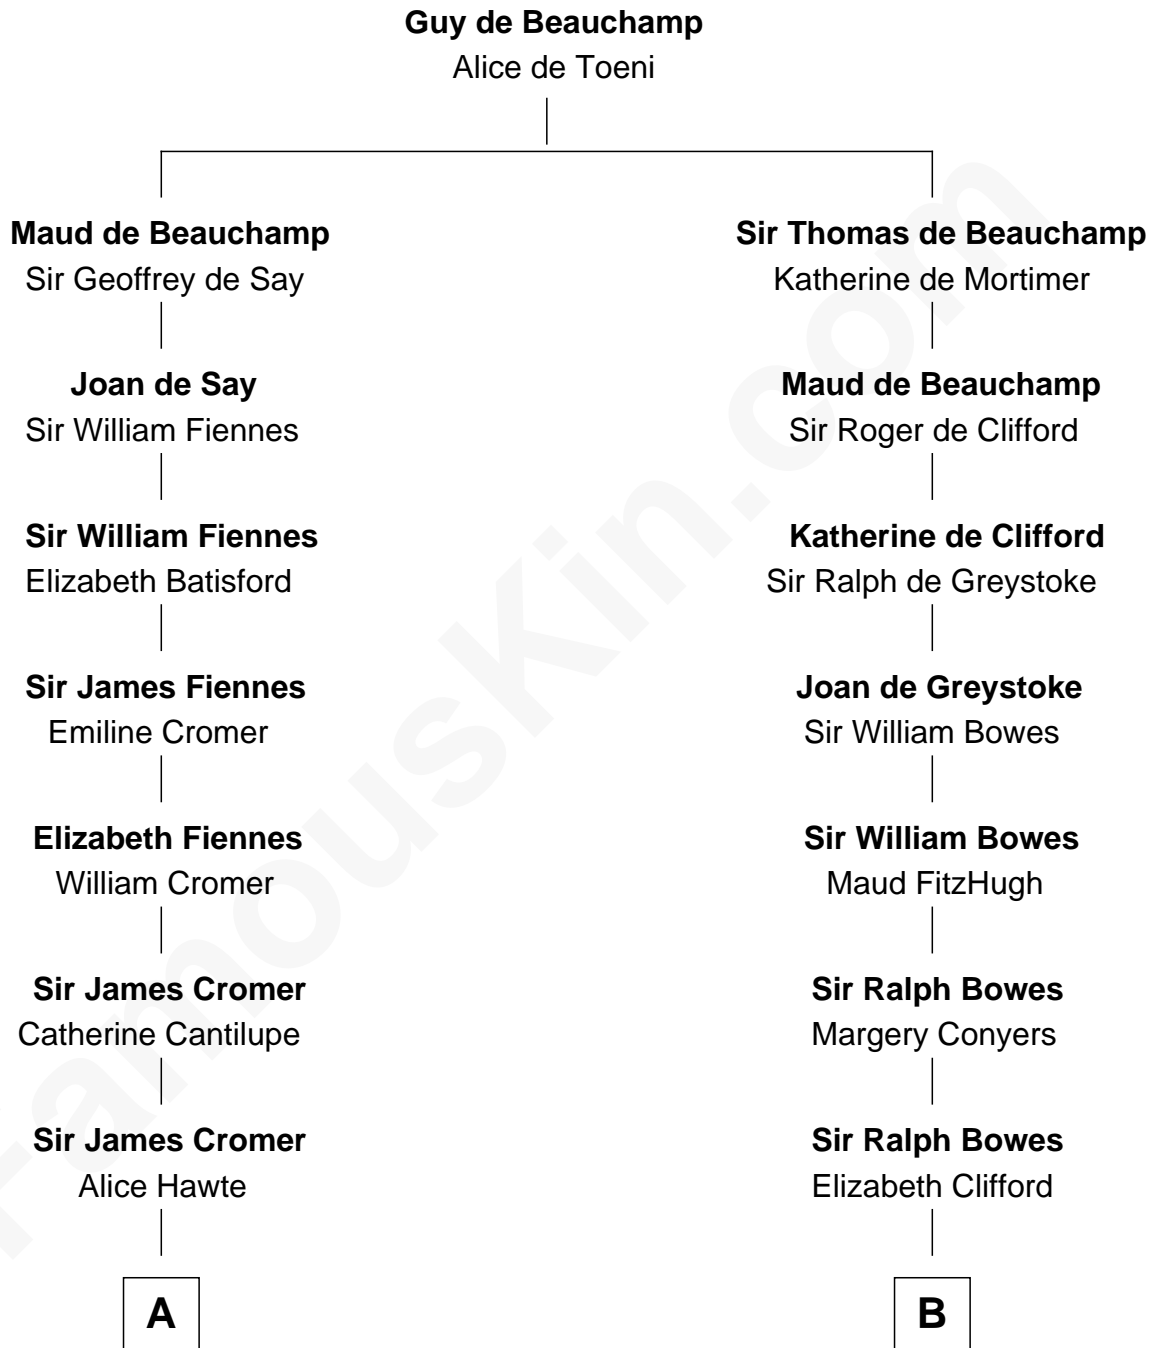 Guy de Beauchamp
Alice de Toeni
Maud de Beauchamp
Sir Geoffrey de Say
Joan de Say
Sir William Fiennes
Sir William Fiennes
Elizabeth Batisford
Sir James Fiennes
Emiline Cromer
Elizabeth Fiennes
William Cromer
Sir James Cromer
Catherine Cantilupe
Sir James Cromer
Alice Hawte
A
Sir Thomas de Beauchamp
Katherine de Mortimer
Maud de Beauchamp
Sir Roger de Clifford
Katherine de Clifford
Sir Ralph de Greystoke
Joan de Greystoke
Sir William Bowes
Sir William Bowes
Maud FitzHugh
Sir Ralph Bowes
Margery Conyers
Sir Ralph Bowes
Elizabeth Clifford
B
FamousKin.com